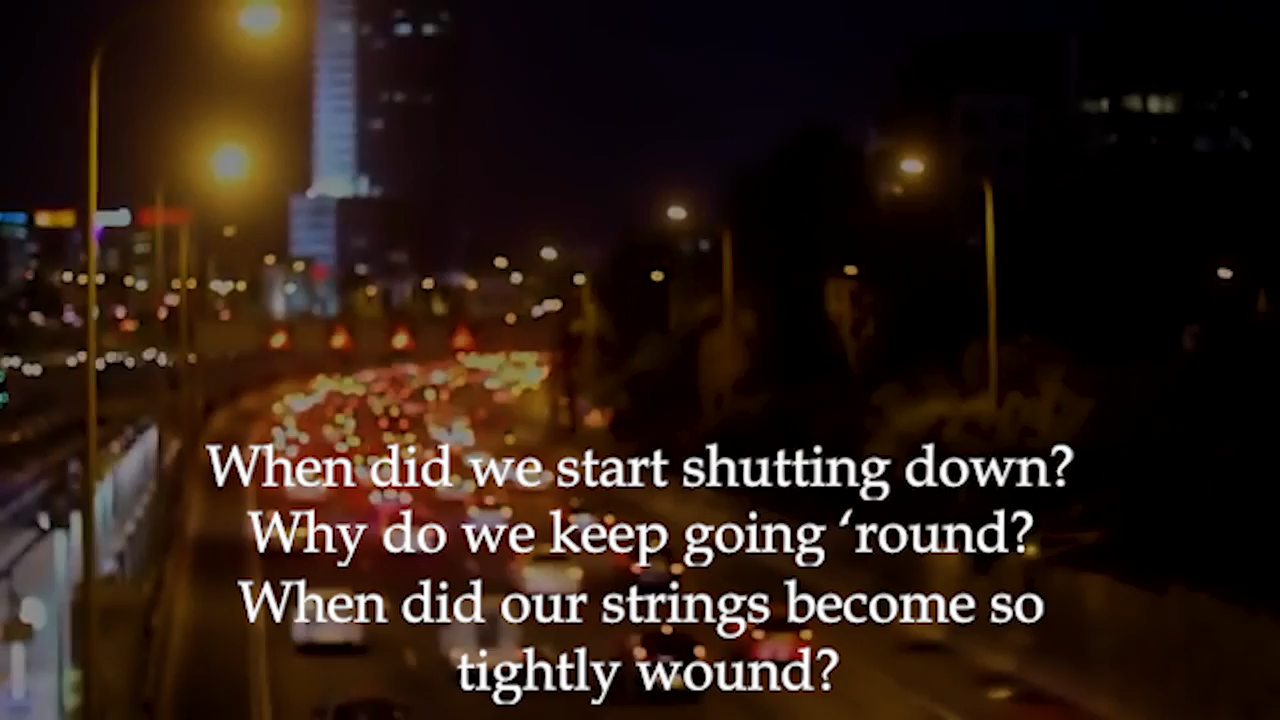 When did we start shutting down?
Why do we keep going ‘round?
When did our strings become so
tightly wound?